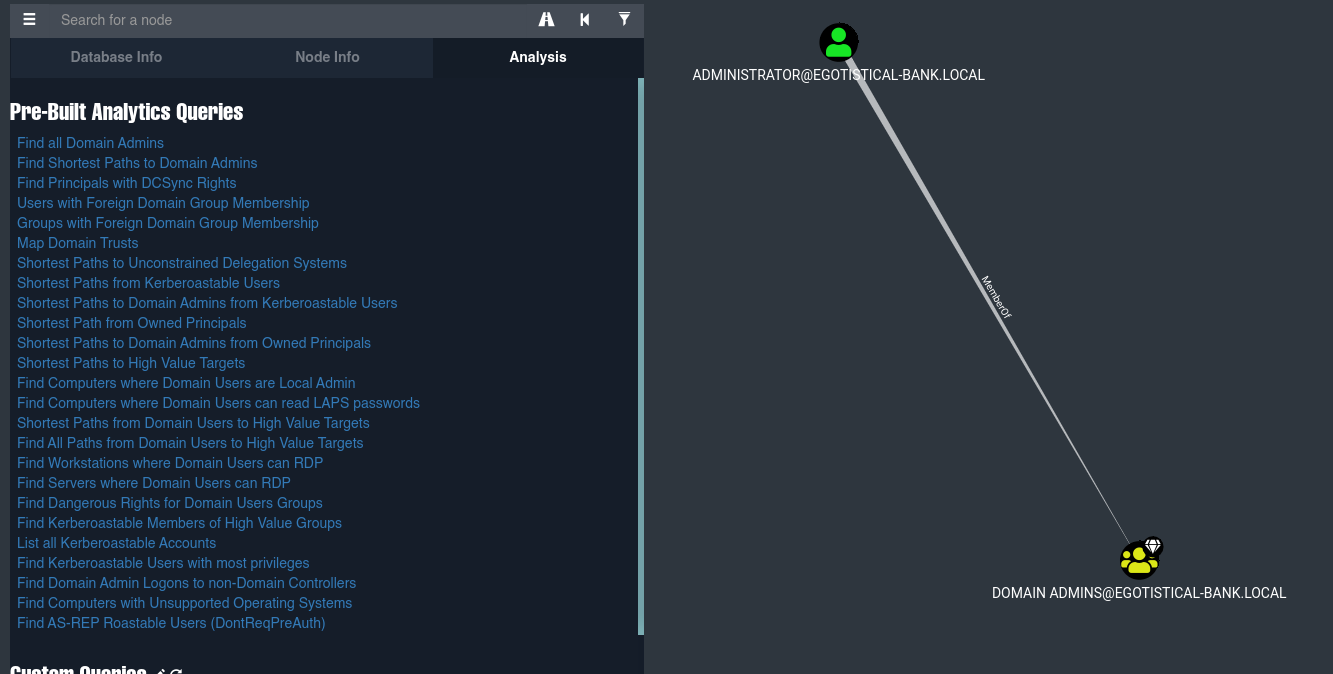 Search for a node
Database Info
Node Info
Analysis
Pre-Built Analytics Queries
Find all Domain Admins
Find Shortest Paths to Domain Admins
Find Principals with DCSync Rights
Users with Foreign Domain Group Membership
Groups with Foreign Domain Group Membership
Map Domain Trusts
Shortest Paths to Unconstrained Delegation Systems
Shortest Paths from Kerberoastable Users
Shortest Paths to Domain Admins from Kerberoastable Users
Shortest Path from Owned Principals
Shortest Paths to Domain Admins from Owned Principals
Shortest Paths to High Value Targets
Find Computers where Domain Users are Local Admin
Find Computers where Domain Users can read LAPS passwords
Shortest Paths from Domain Users to High Value Targets
Find All Paths from Domain Users to High Value Targets
Find Workstations where Domain Users can RDP
Find Servers where Domain Users can RDP
Find Dangerous Rights for Domain Users Groups
Find Kerberoastable Members of High Value Groups
List all Kerberoastable Accounts
Find Kerberoastable Users with most privileges
Find Domain Admin Logons to non-Domain Controllers
Find Computers with Unsupported Operating Systems
Find AS-REP Roastable Users (DontReqPreAuth)
Custom Queries
ADMINISTRATOR@EGOTISTICAL-BANK.LOCAL
MemberOf
DOMAIN ADMINS@EGOTISTICAL-BANK.LOCAL